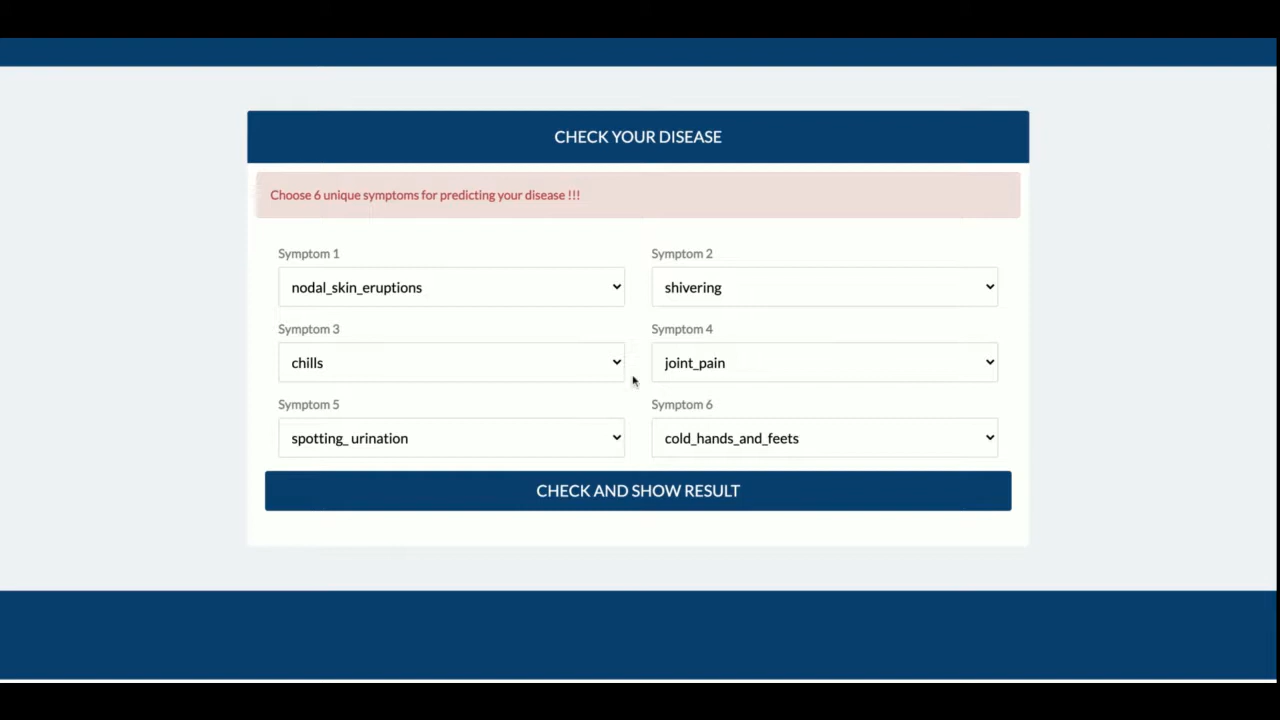 CHECK YOUR DISEASE
Choose 6 unique symptoms for predicting your disease !!!
Symptom 1
Symptom 2
nodal_skin_eruptions
shivering
Symptom 3
Symptom 4
chills
joint_pain
Symptom 5
Symptom 6
spotting_ urination
cold_hands_and_feets
CHECK AND SHOW RESULT